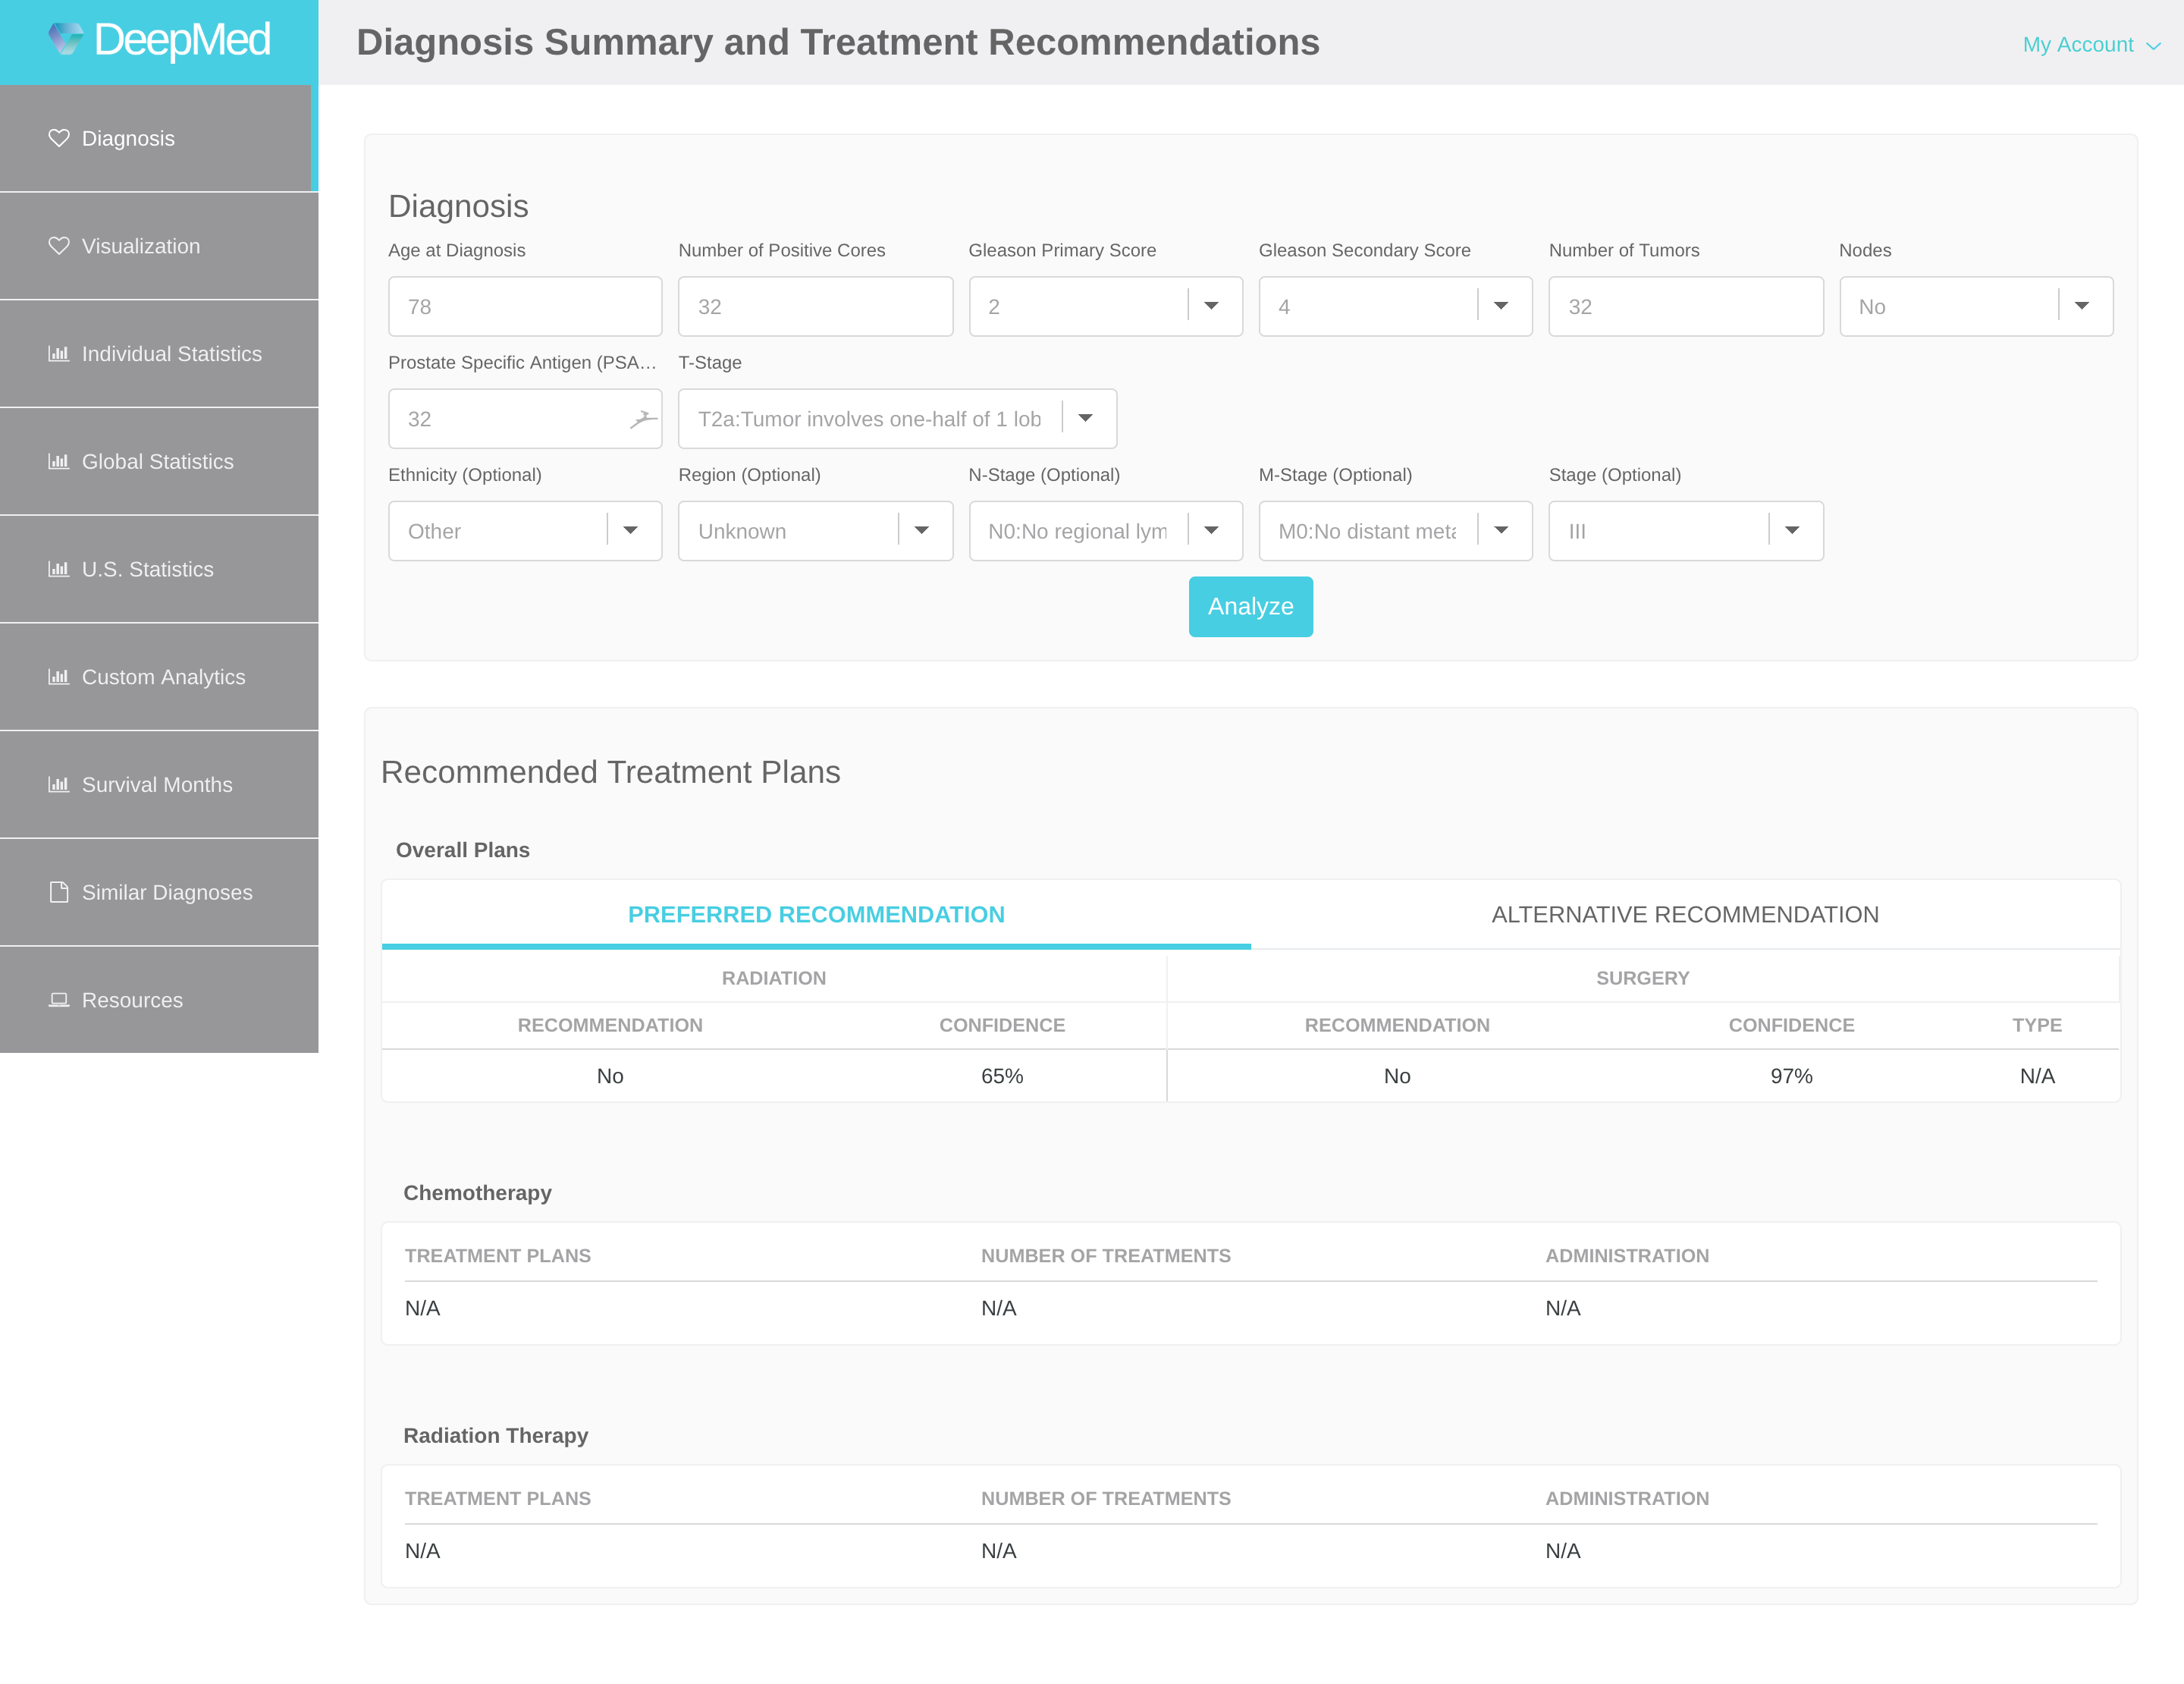 DeepMed
Diagnosis Summary and Treatment Recommendations
My Account
Diagnosis
Visualization
Individual Statistics
Global Statistics
U.S. Statistics
Custom Analytics
Survival Months
Similar Diagnoses
Resources
Diagnosis
Age at Diagnosis Number of Positive Cores Gleason Primary Score Gleason Secondary Score Number of Tumors Nodes
78 32 2 4 32 No
Prostate Specific Antigen (PSA… T-Stage
32 T2a:Tumor involves one-half of 1 lob
Ethnicity (Optional) Region (Optional) N-Stage (Optional) M-Stage (Optional) Stage (Optional)
Other Unknown N0:No regional lym M0:No distant meta III
Analyze
Recommended Treatment Plans
Overall Plans
PREFERRED RECOMMENDATION ALTERNATIVE RECOMMENDATION
RADIATION SURGERY
RECOMMENDATION CONFIDENCE RECOMMENDATION CONFIDENCE TYPE
No 65% No 97% N/A
Chemotherapy
TREATMENT PLANS NUMBER OF TREATMENTS ADMINISTRATION
N/A N/A N/A
Radiation Therapy
TREATMENT PLANS NUMBER OF TREATMENTS ADMINISTRATION
N/A N/A N/A